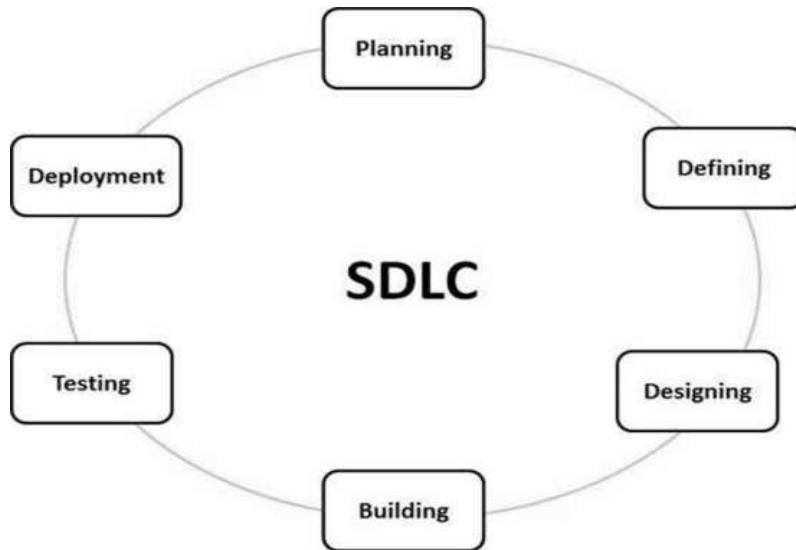 Planning
Defining
Designing
Building
Testing
Deployment
SDLC